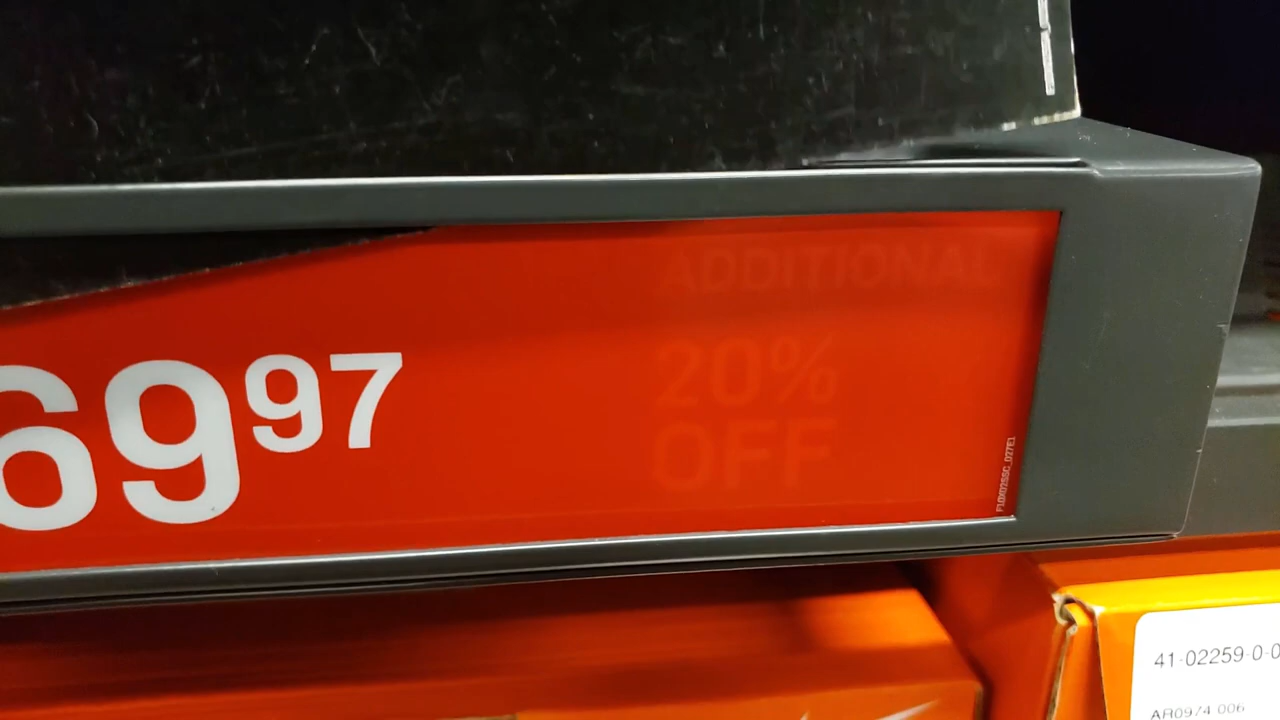 6997
ADDITIONAL
20%
OFF
41-02259-0-0
AR0974 006